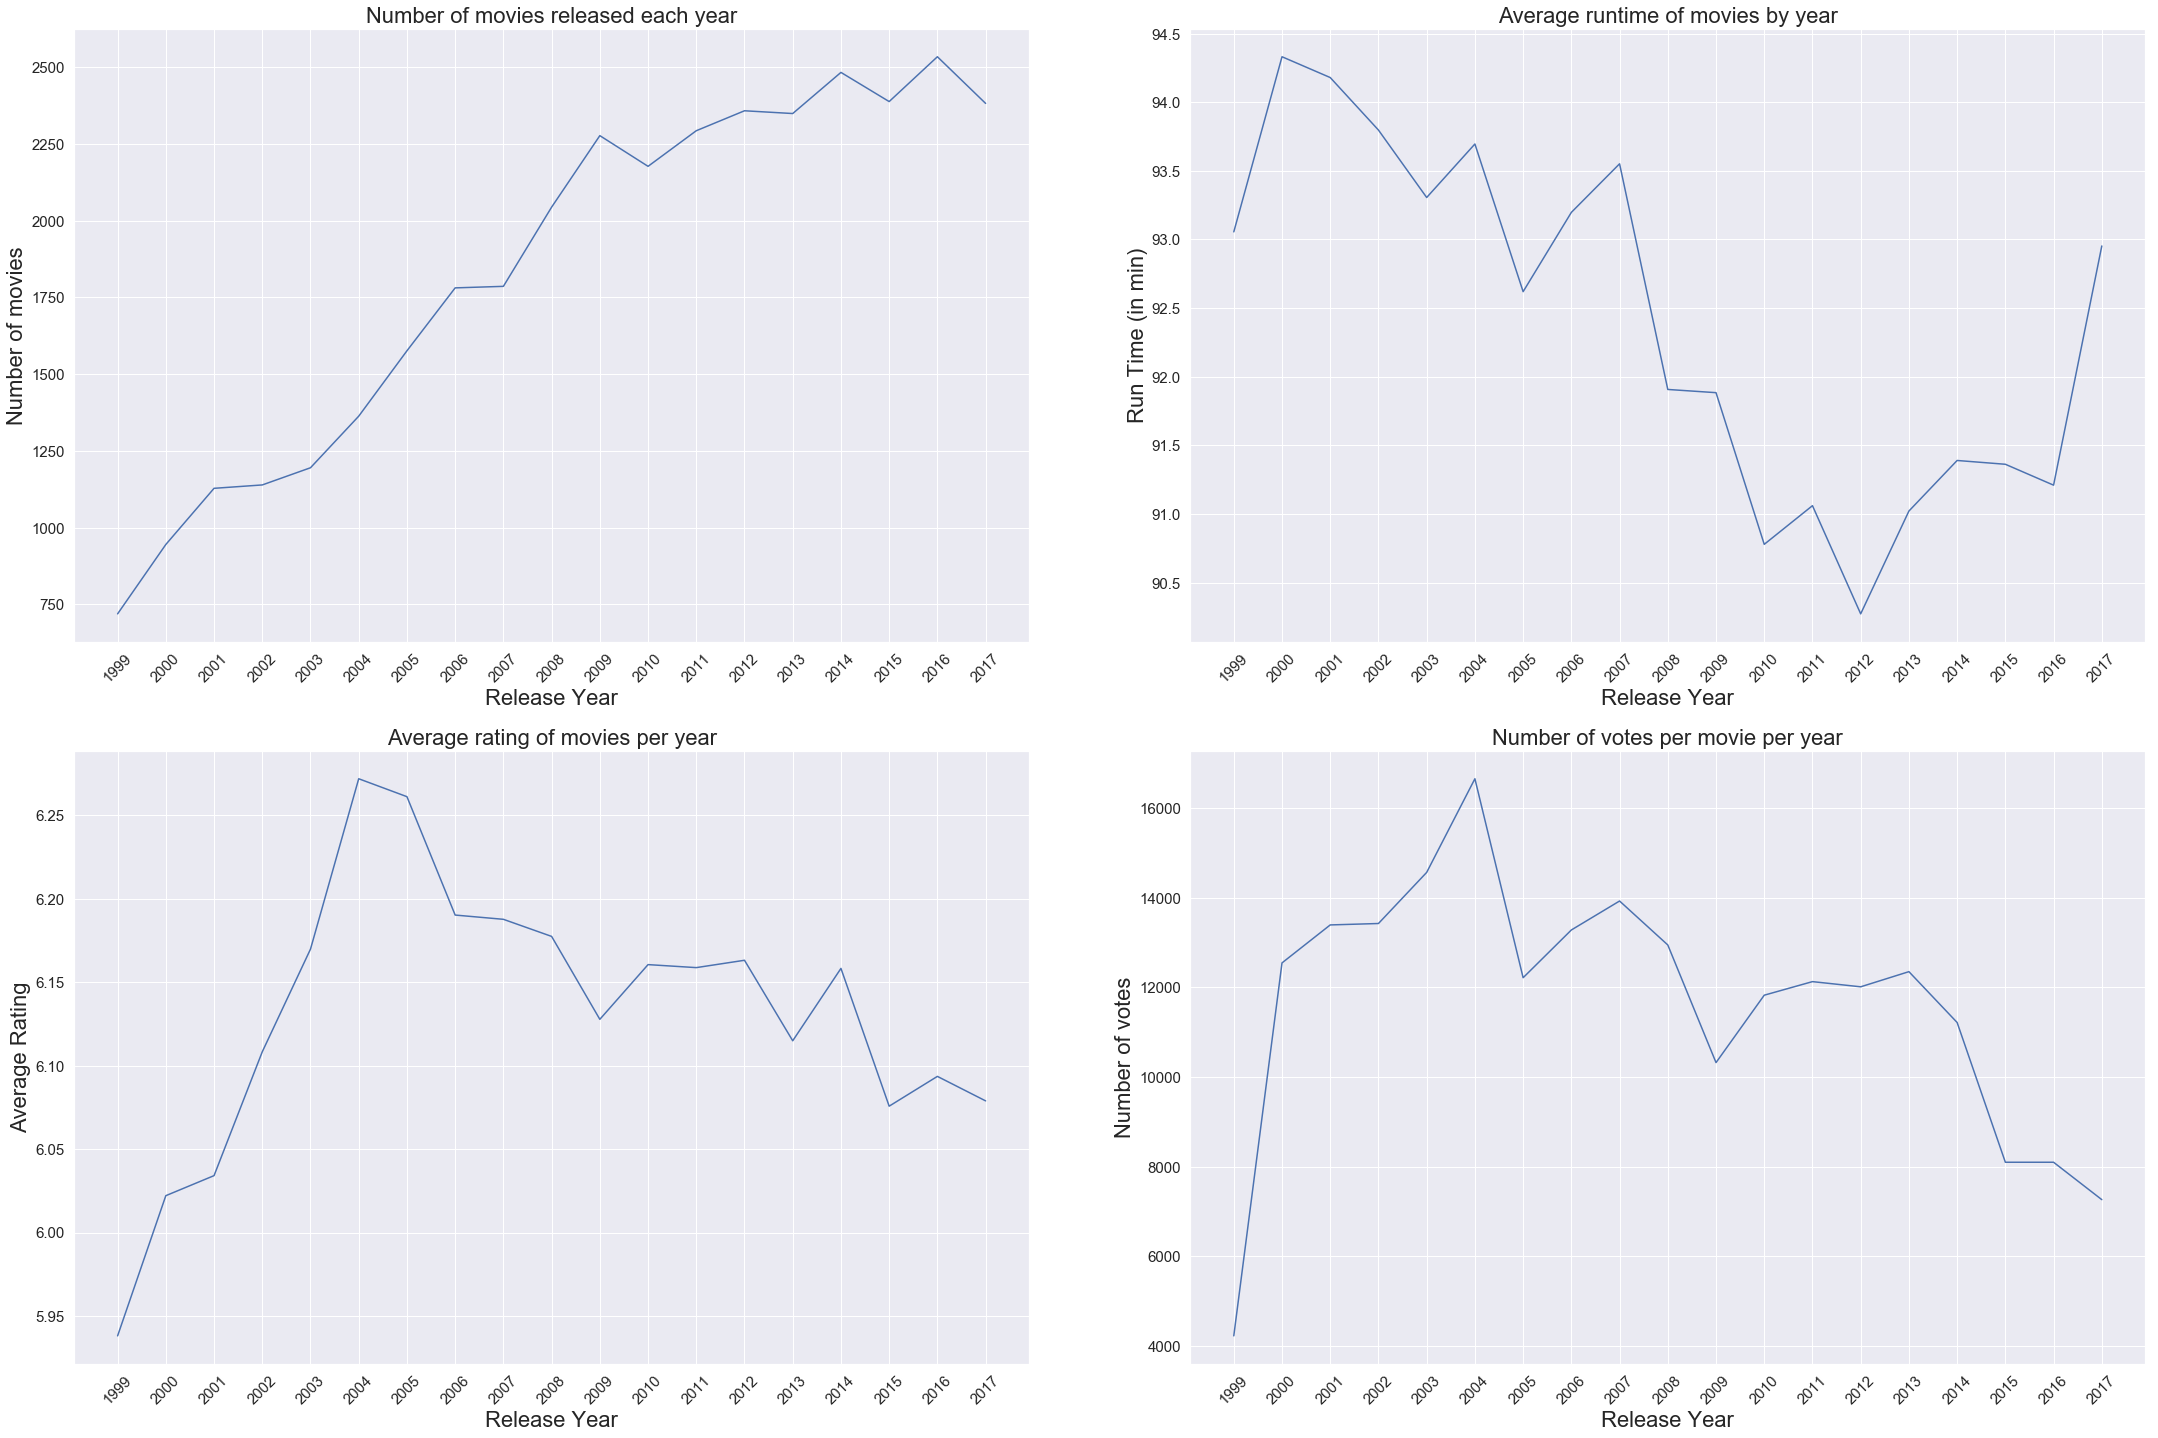 Number of movies released each year
Number of movies
2500
2250
2000
1750
1500
1250
1000
750
1999 2000 2001 2002 2003 2004 2005 2006 2007 2008 2009 2010 2011 2012 2013 2014 2015 2016 2017
Release Year
Average runtime of movies by year
Run Time (in min)
94.5
94.0
93.5
93.0
92.5
92.0
91.5
91.0
90.5
1999 2000 2001 2002 2003 2004 2005 2006 2007 2008 2009 2010 2011 2012 2013 2014 2015 2016 2017
Release Year
Average rating of movies per year
Average Rating
6.25
6.20
6.15
6.10
6.05
6.00
5.95
1999 2000 2001 2002 2003 2004 2005 2006 2007 2008 2009 2010 2011 2012 2013 2014 2015 2016 2017
Release Year
Number of votes per movie per year
Number of votes
16000
14000
12000
10000
8000
6000
4000
1999 2000 2001 2002 2003 2004 2005 2006 2007 2008 2009 2010 2011 2012 2013 2014 2015 2016 2017
Release Year